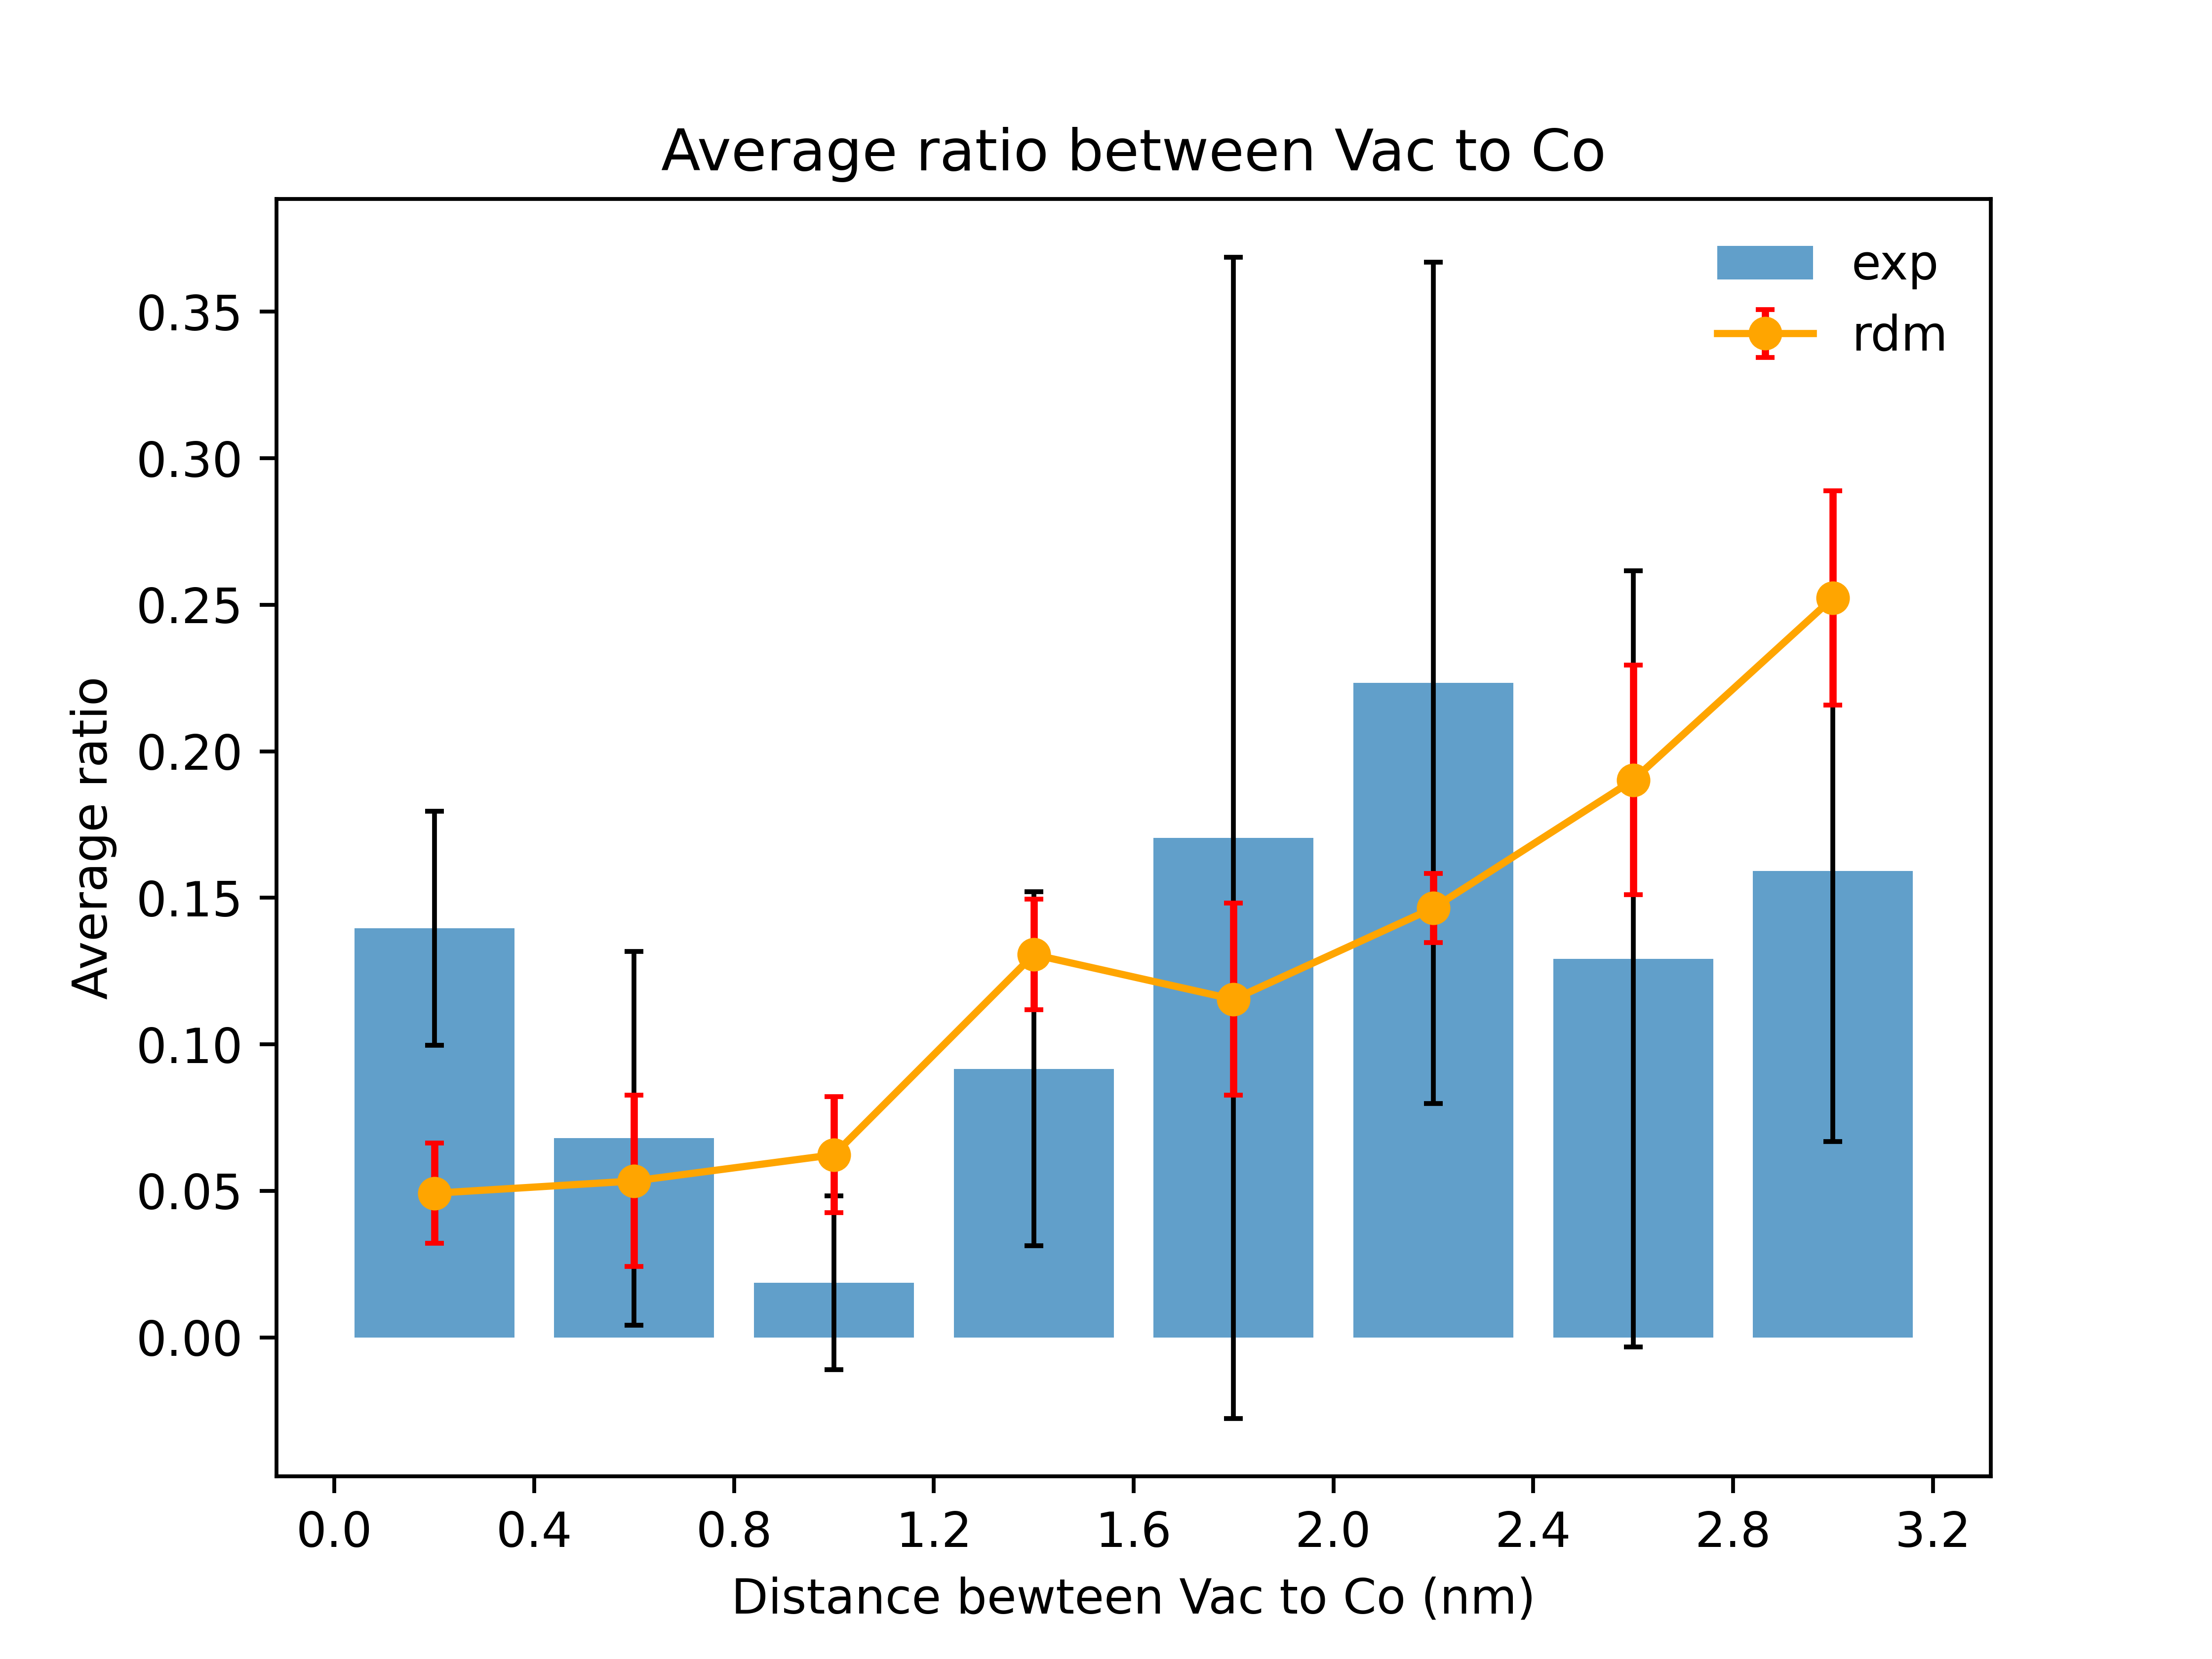 Average ratio between Vac to Co
exp
rdm
Average ratio
0.35
0.30
0.25
0.20
0.15
0.10
0.05
0.00
0.0 0.4 0.8 1.2 1.6 2.0 2.4 2.8 3.2
Distance bewteen Vac to Co (nm)